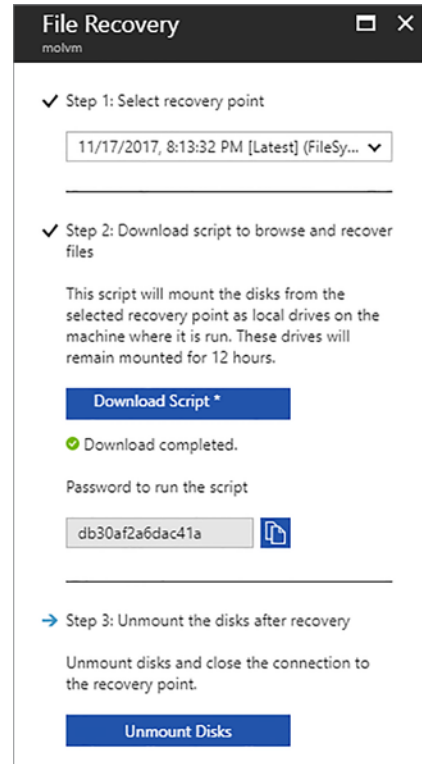 File Recovery
molvm
Step 1: Select recovery point
11/17/2017, 8:13:32 PM [Latest] (FileSy...
Step 2: Download script to browse and recover
files
This script will mount the disks from the
selected recovery point as local drives on the
machine where it is run. These drives will
remain mounted for 12 hours.
Download Script *
Download completed.
Password to run the script
db30af2a6dac41a
Step 3: Unmount the disks after recovery
Unmount disks and close the connection to
the recovery point.
Unmount Disks